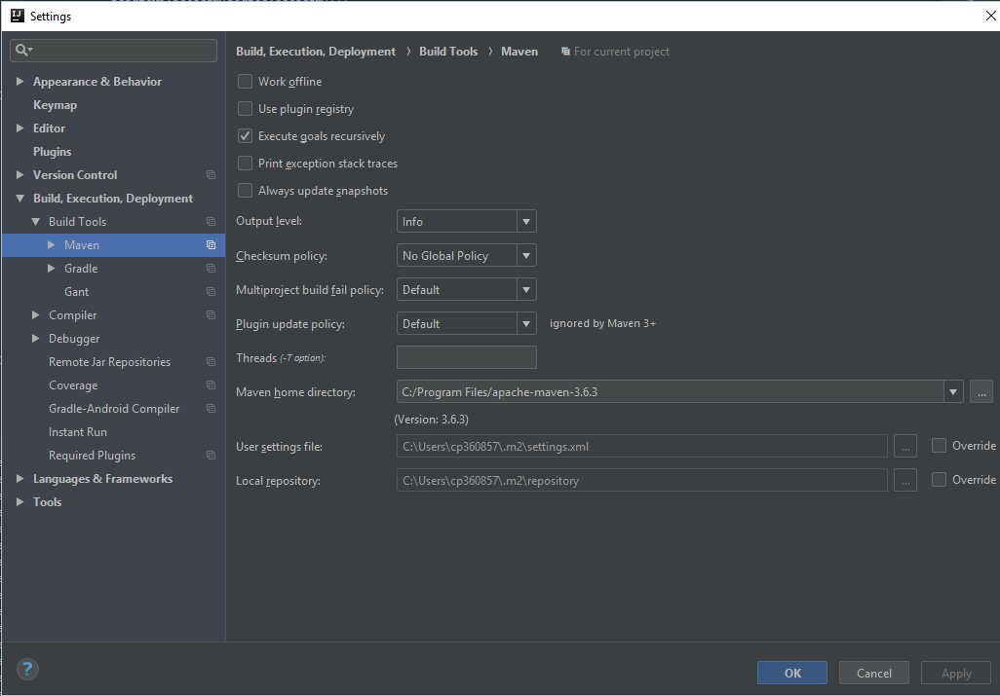 Settings
Build, Execution, Deployment › Build Tools › Maven For current project
Appearance & Behavior
Keymap
Editor
Plugins
Version Control
Build, Execution, Deployment
Build Tools
Maven
Gradle
Gant
Compiler
Debugger
Remote Jar Repositories
Coverage
Gradle-Android Compiler
Instant Run
Required Plugins
Languages & Frameworks
Tools
Work offline
Use plugin registry
Execute goals recursively
Print exception stack traces
Always update snapshots
Output level: Info
Checksum policy: No Global Policy
Multiproject build fail policy: Default
Plugin update policy: Default ignored by Maven 3+
Threads (-T option):
Maven home directory: C:/Program Files/apache-maven-3.6.3 ...
(Version: 3.6.3)
User settings file: C:\Users\cp360857\.m2\settings.xml ... Override
Local repository: C:\Users\cp360857\.m2\repository ... Override
? OK Cancel Apply